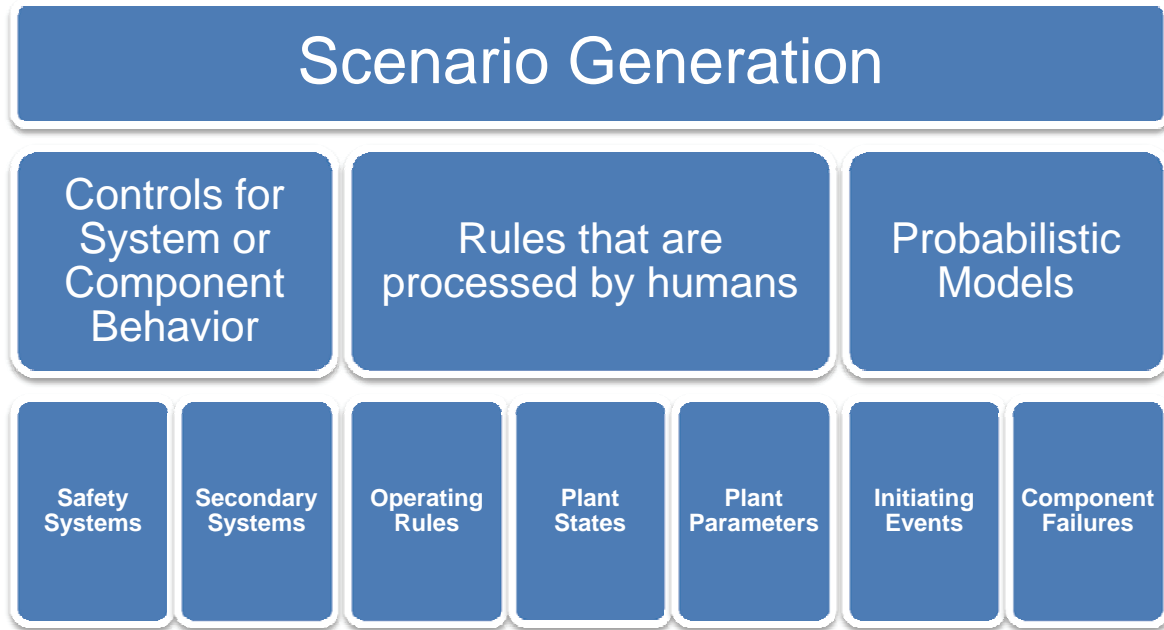 Scenario Generation
Controls for
System or
Component
Behavior
Rules that are
processed by humans
Probabilistic
Models
Safety
Systems
Secondary
Systems
Operating
Rules
Plant
States
Plant
Parameters
Initiating
Events
Component
Failures